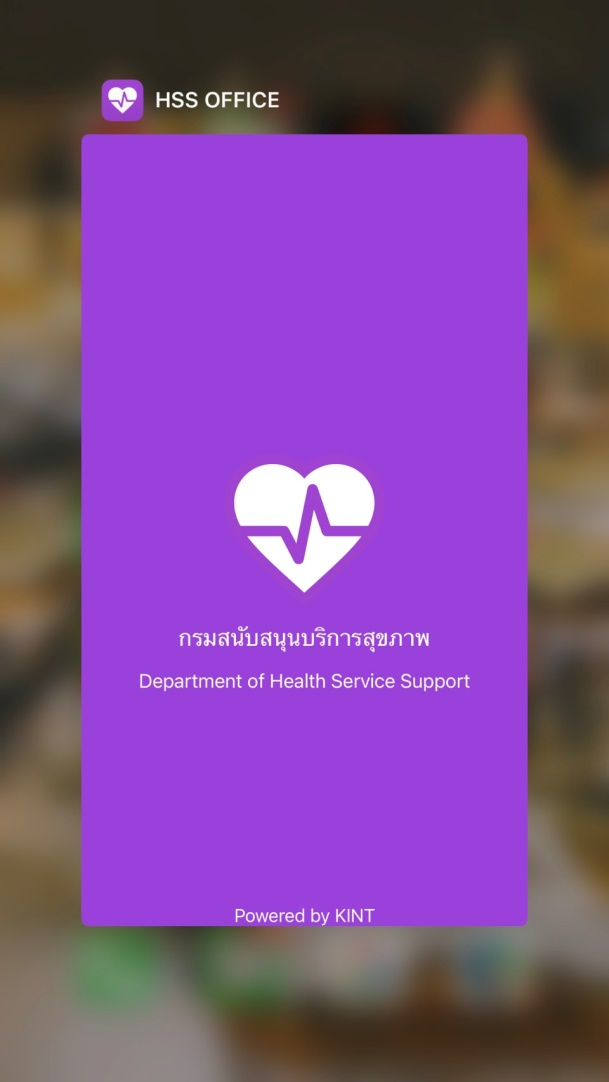 HSS OFFICE
กรมสนับสนุนบริการสุขภาพ
Department of Health Service Support
Powered by KINT